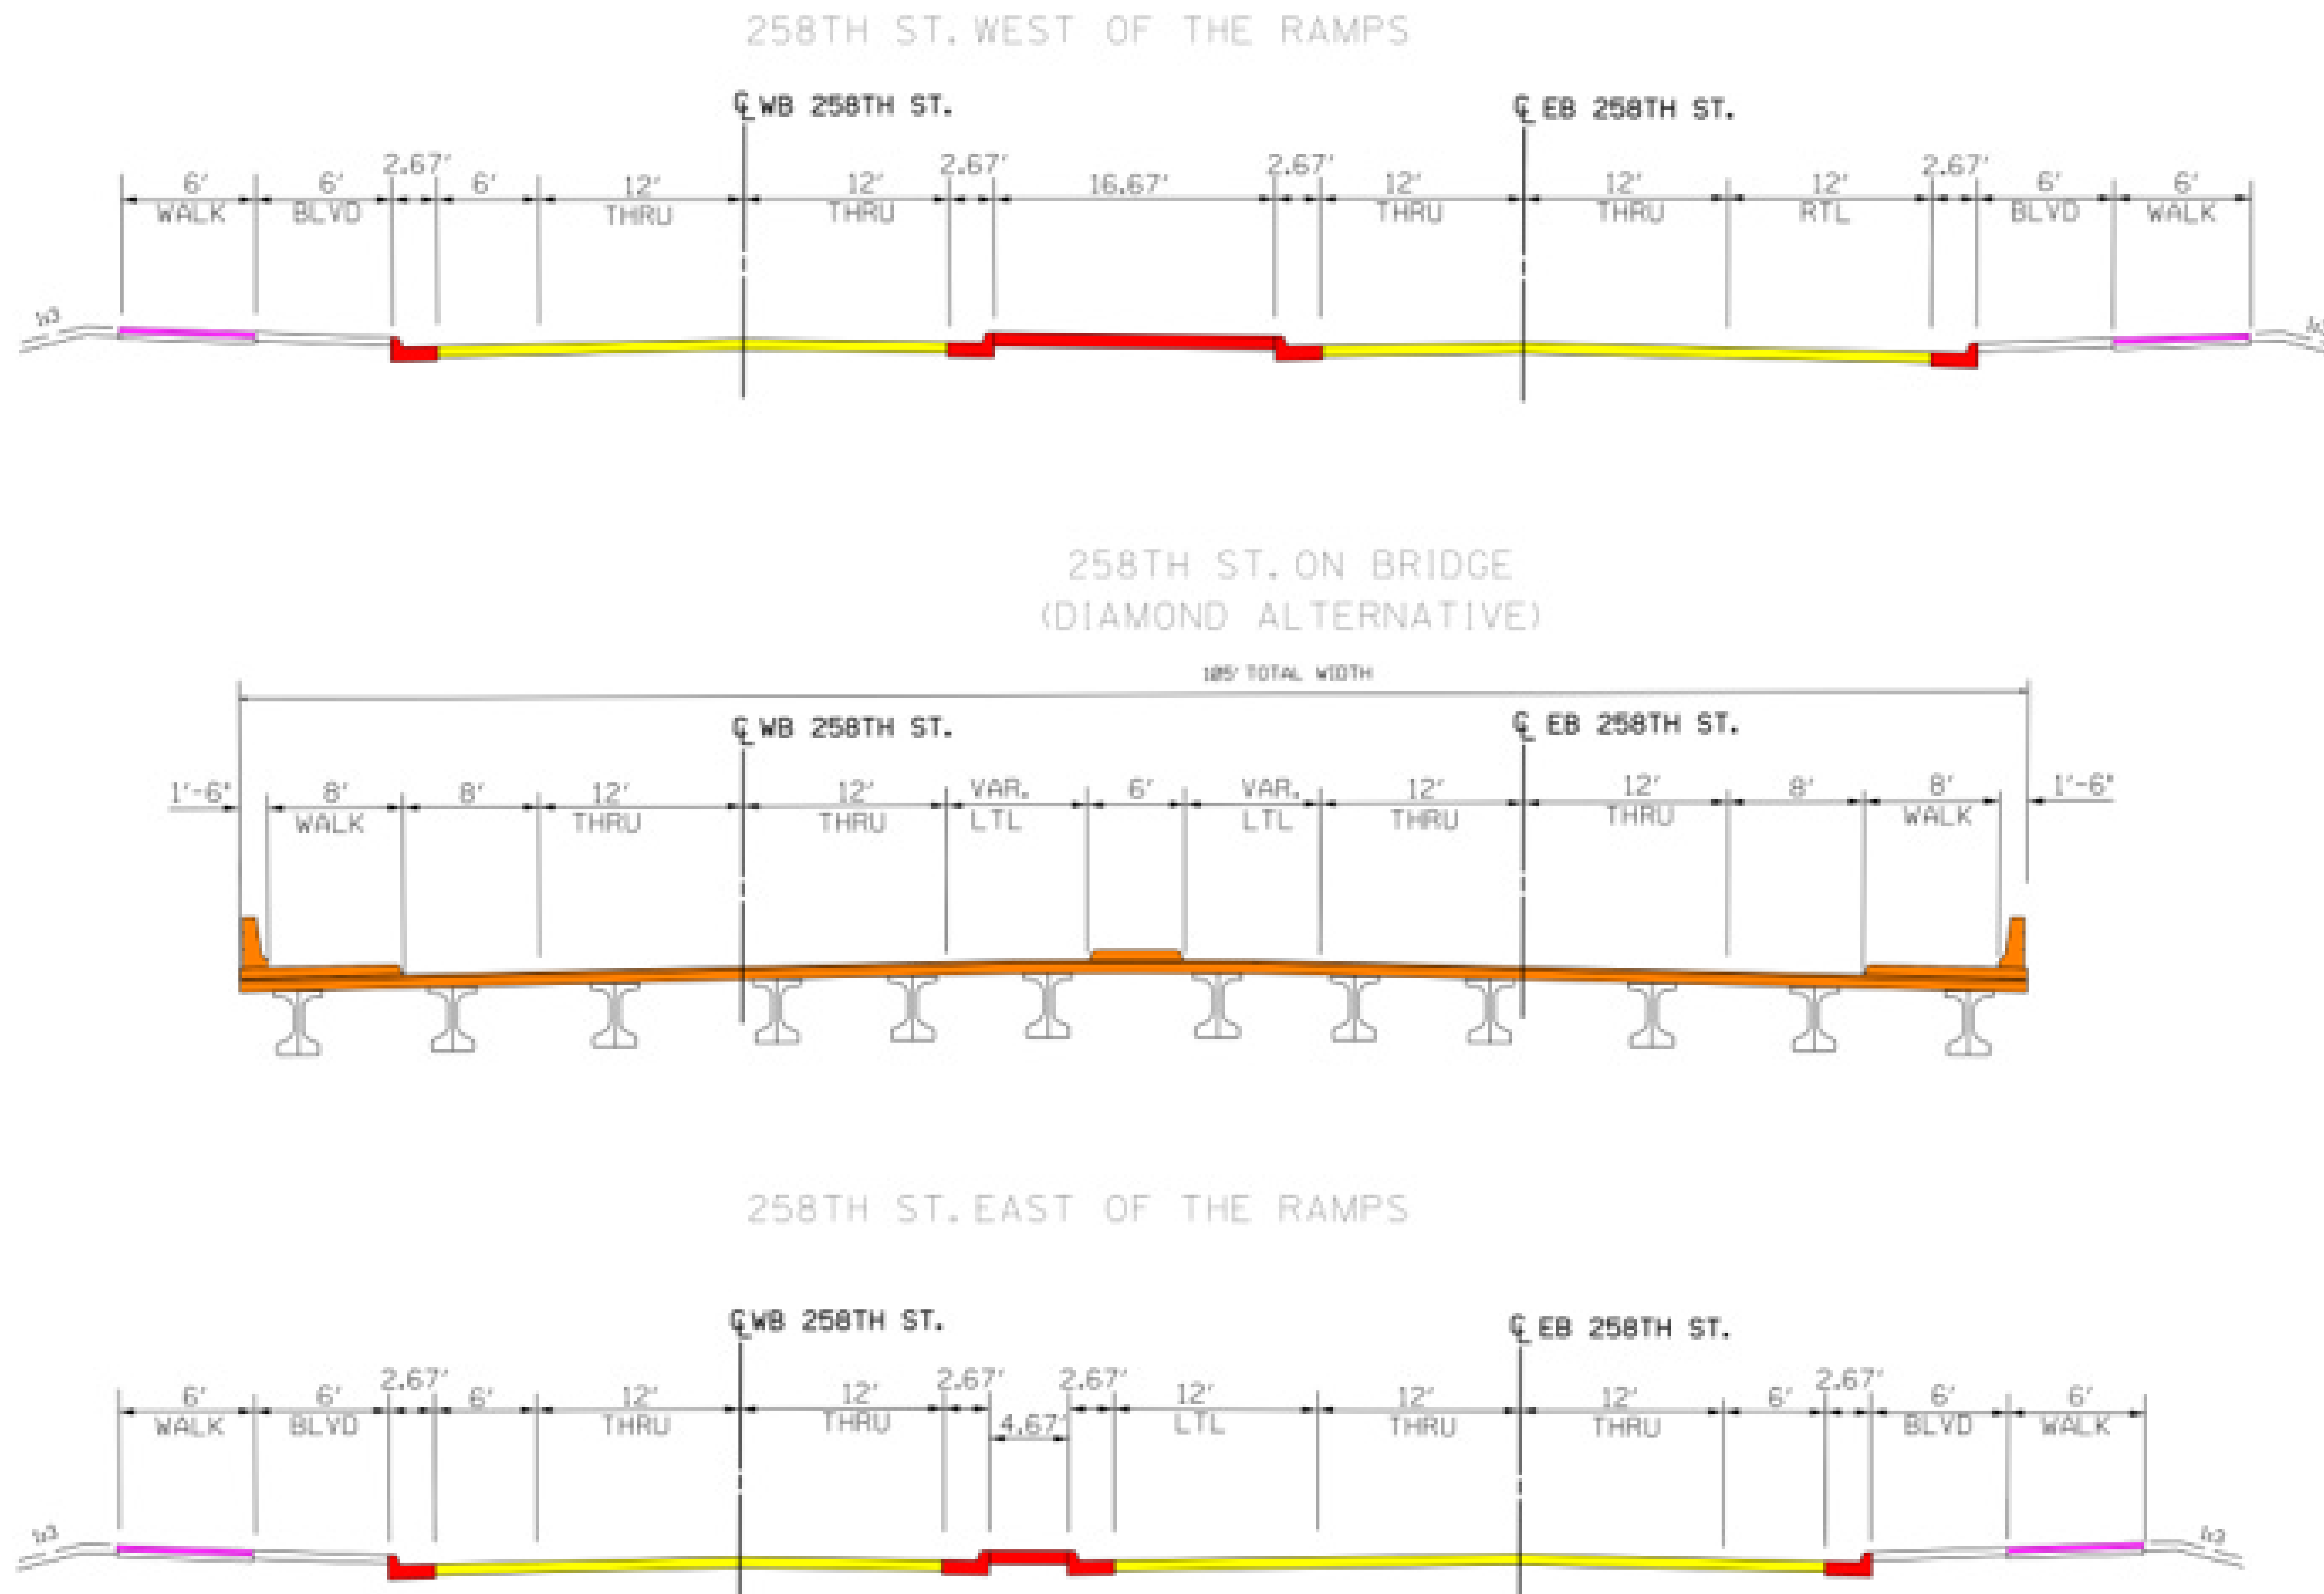 258TH ST. WEST OF THE RAMPS
℄ WB 258TH ST.
℄ EB 258TH ST.
2.67' 2.67' 2.67' 2.67'
6' 6' 6' 12' 12' 16.67' 12' 12' 12' 6' 6'
WALK BLVD THRU THRU THRU THRU RTL BLVD WALK
1:3
258TH ST. ON BRIDGE
(DIAMOND ALTERNATIVE)
105' TOTAL WIDTH
℄ WB 258TH ST.
℄ EB 258TH ST.
1'-6" 8' 8' 12' 12' VAR. 6' VAR. 12' 12' 8' 8' 1'-6"
WALK THRU THRU LTL LTL THRU THRU WALK
258TH ST. EAST OF THE RAMPS
℄ WB 258TH ST.
℄ EB 258TH ST.
2.67' 2.67' 2.67' 2.67'
6' 6' 6' 12' 12' 12' 12' 12' 6' 6' 6'
WALK BLVD THRU THRU 4.67' LTL THRU THRU BLVD WALK
1:3 1:3